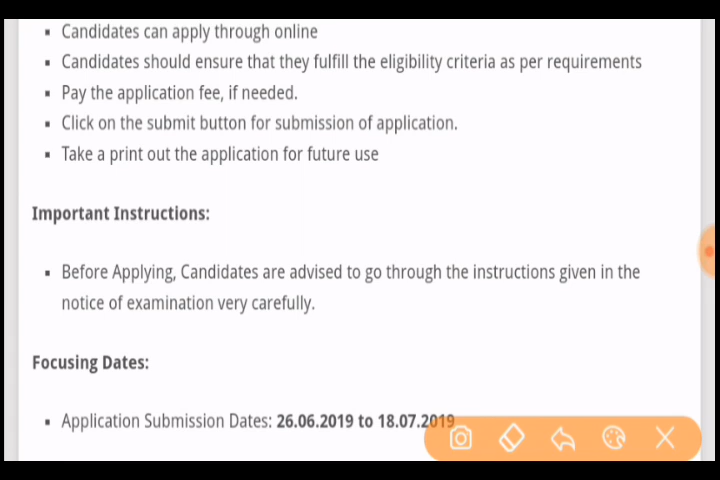 Candidates can apply through online
Candidates should ensure that they fulfill the eligibility criteria as per requirements
Pay the application fee, if needed.
Click on the submit button for submission of application.
Take a print out the application for future use
Important Instructions:
Before Applying, Candidates are advised to go through the instructions given in the
notice of examination very carefully.
Focusing Dates:
Application Submission Dates: 26.06.2019 to 18.07.2019